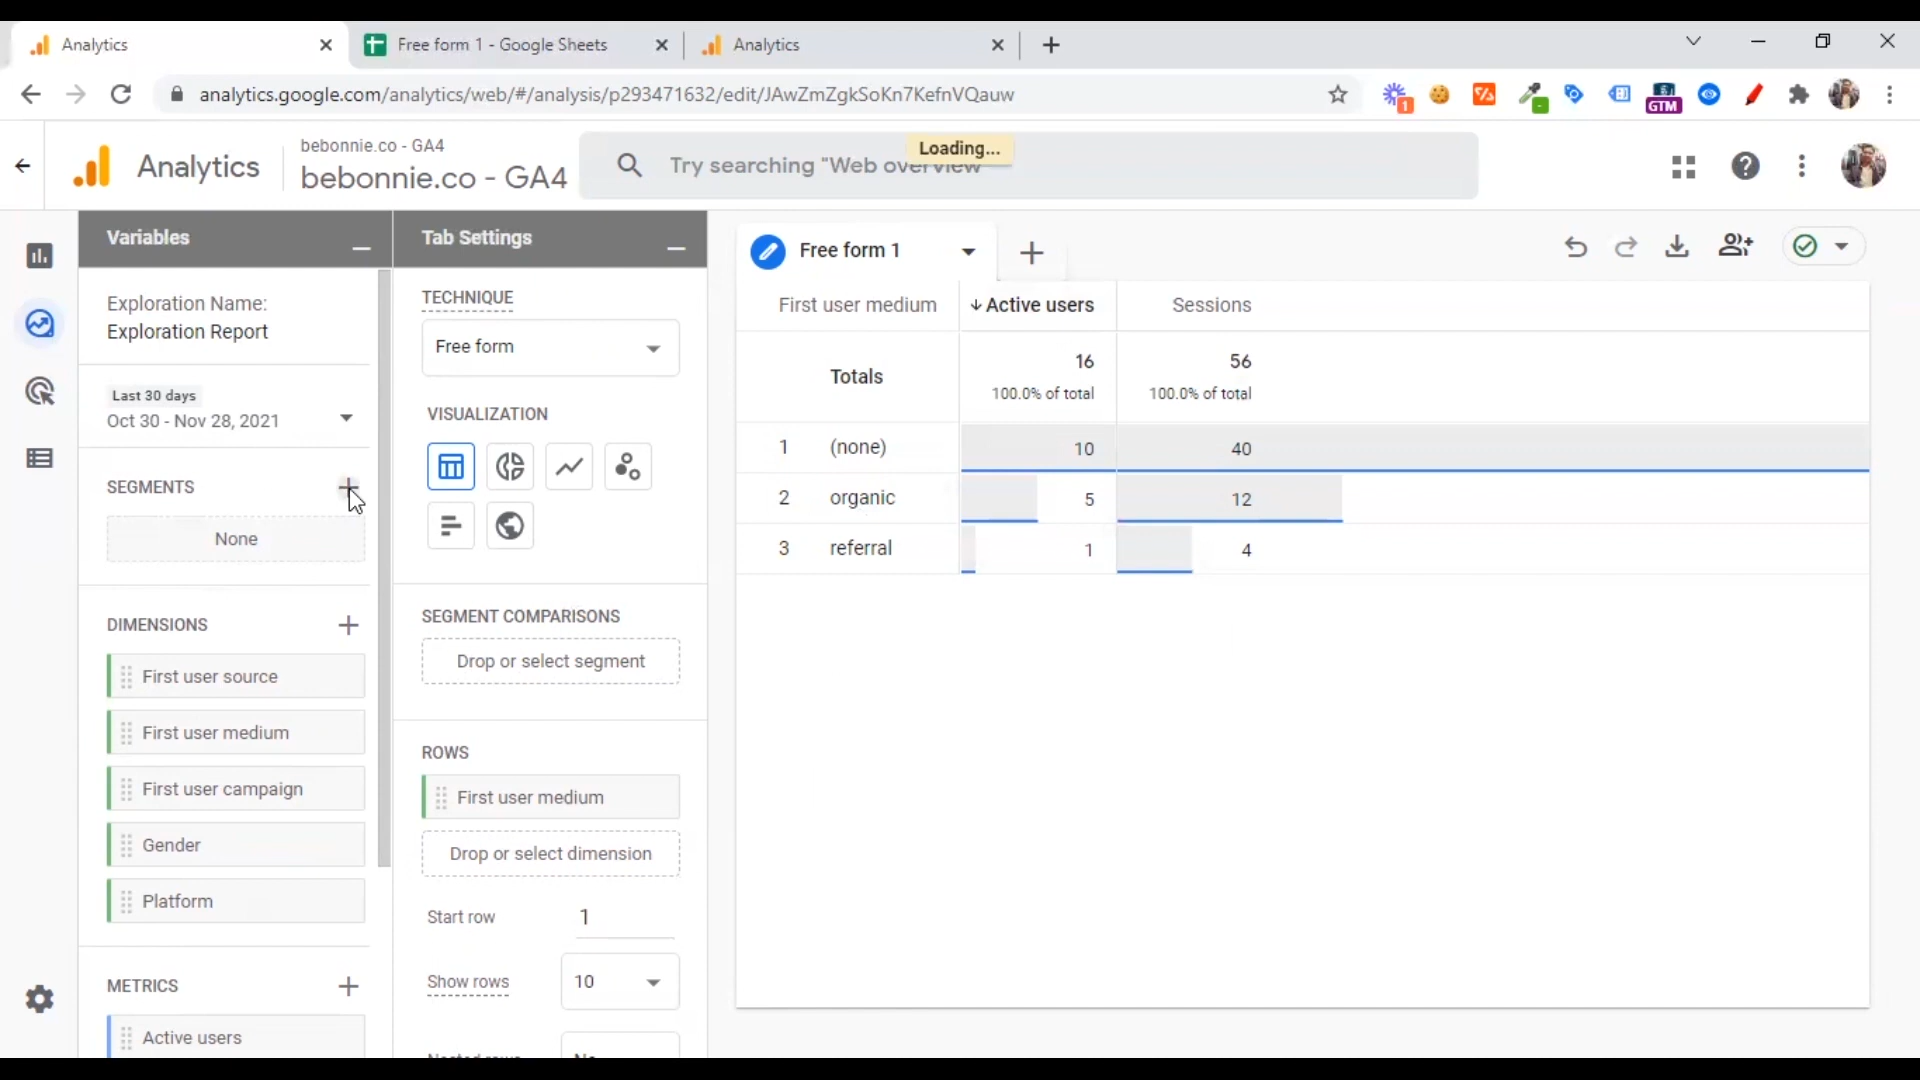 Analytics
Free form 1 - Google Sheets
Analytics
analytics.google.com/analytics/web/#/analysis/p293471632/edit/JAwZmZgkSoKn7KefnVQauw
1
GTM
Analytics
bebonnie.co - GA4
bebonnie.co - GA4
Try searching "Web overview"
Loading...
Variables
Tab Settings
Exploration Name:
Exploration Report
Last 30 days
Oct 30 - Nov 28, 2021
SEGMENTS
None
DIMENSIONS
First user source
First user medium
First user campaign
Gender
Platform
METRICS
Active users
TECHNIQUE
Free form
VISUALIZATION
SEGMENT COMPARISONS
Drop or select segment
ROWS
First user medium
Drop or select dimension
Start row 1
Show rows 10
Free form 1
First user medium Active users Sessions
Totals 16 56
100.0% of total 100.0% of total
1 (none) 10 40
2 organic 5 12
3 referral 1 4